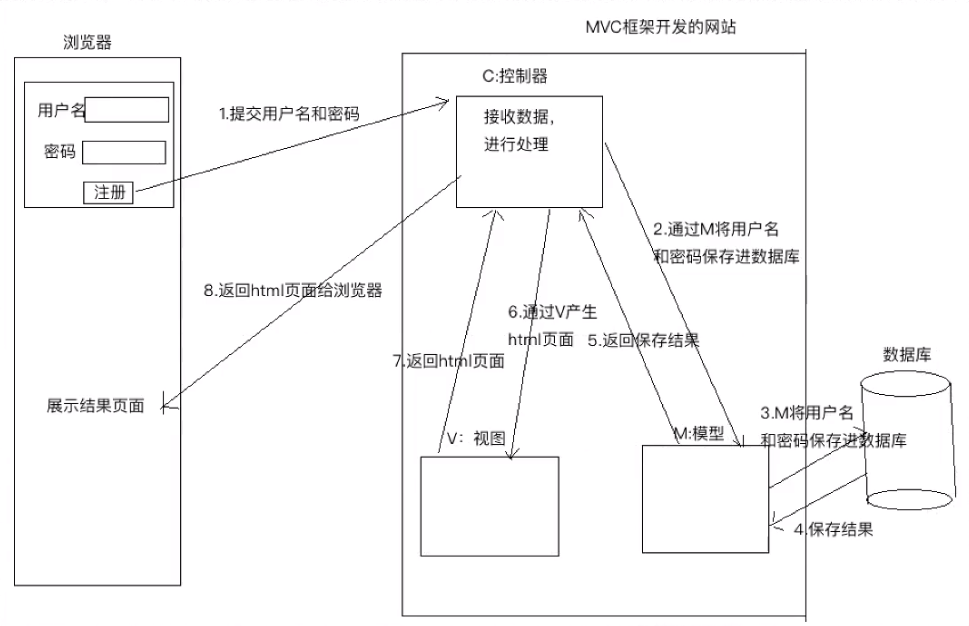 MVC框架开发的网站
浏览器
C:控制器
用户名
1.提交用户名和密码
接收数据，
进行处理
密码
注册
2.通过M将用户名
和密码保存进数据库
8.返回html页面给浏览器
6.通过V产生
html页面
5.返回保存结果
7.返回html页面
数据库
展示结果页面
3.M将用户名
和密码保存进数据库
V：视图
M:模型
4.保存结果